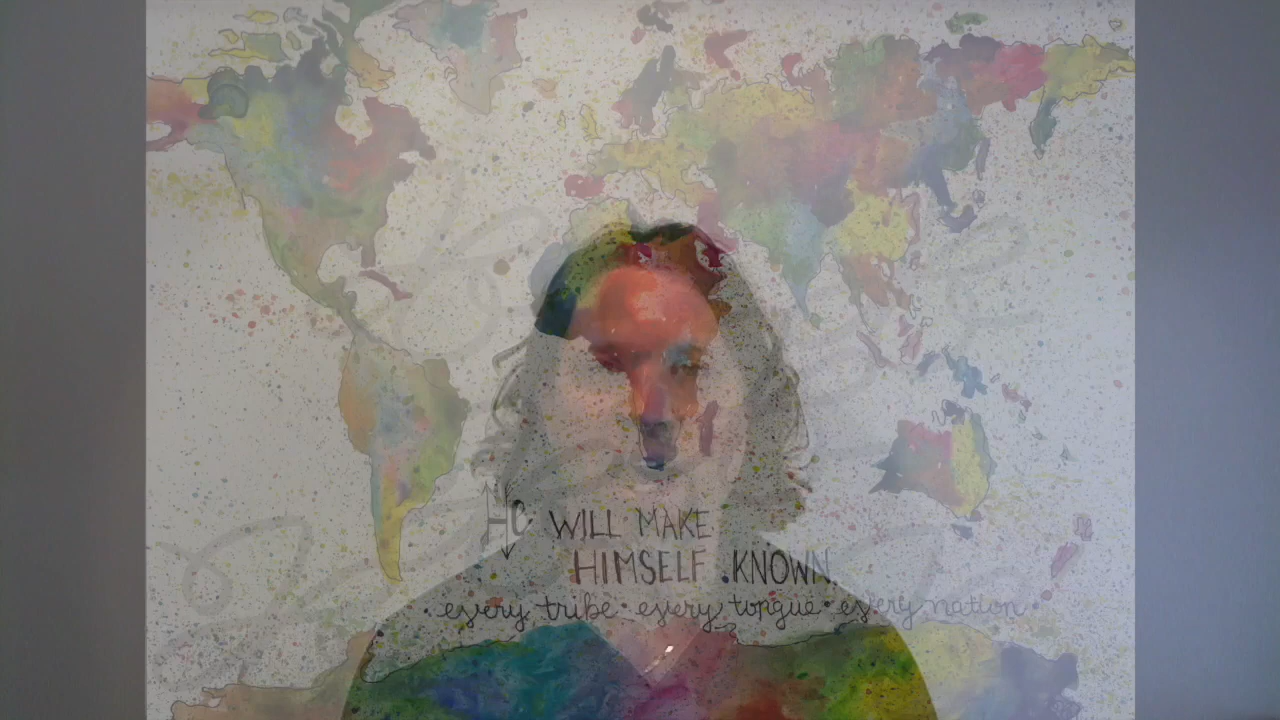 He WILL MAKE
HIMSELF KNOWN.
· every tribe · every tongue · every nation ·